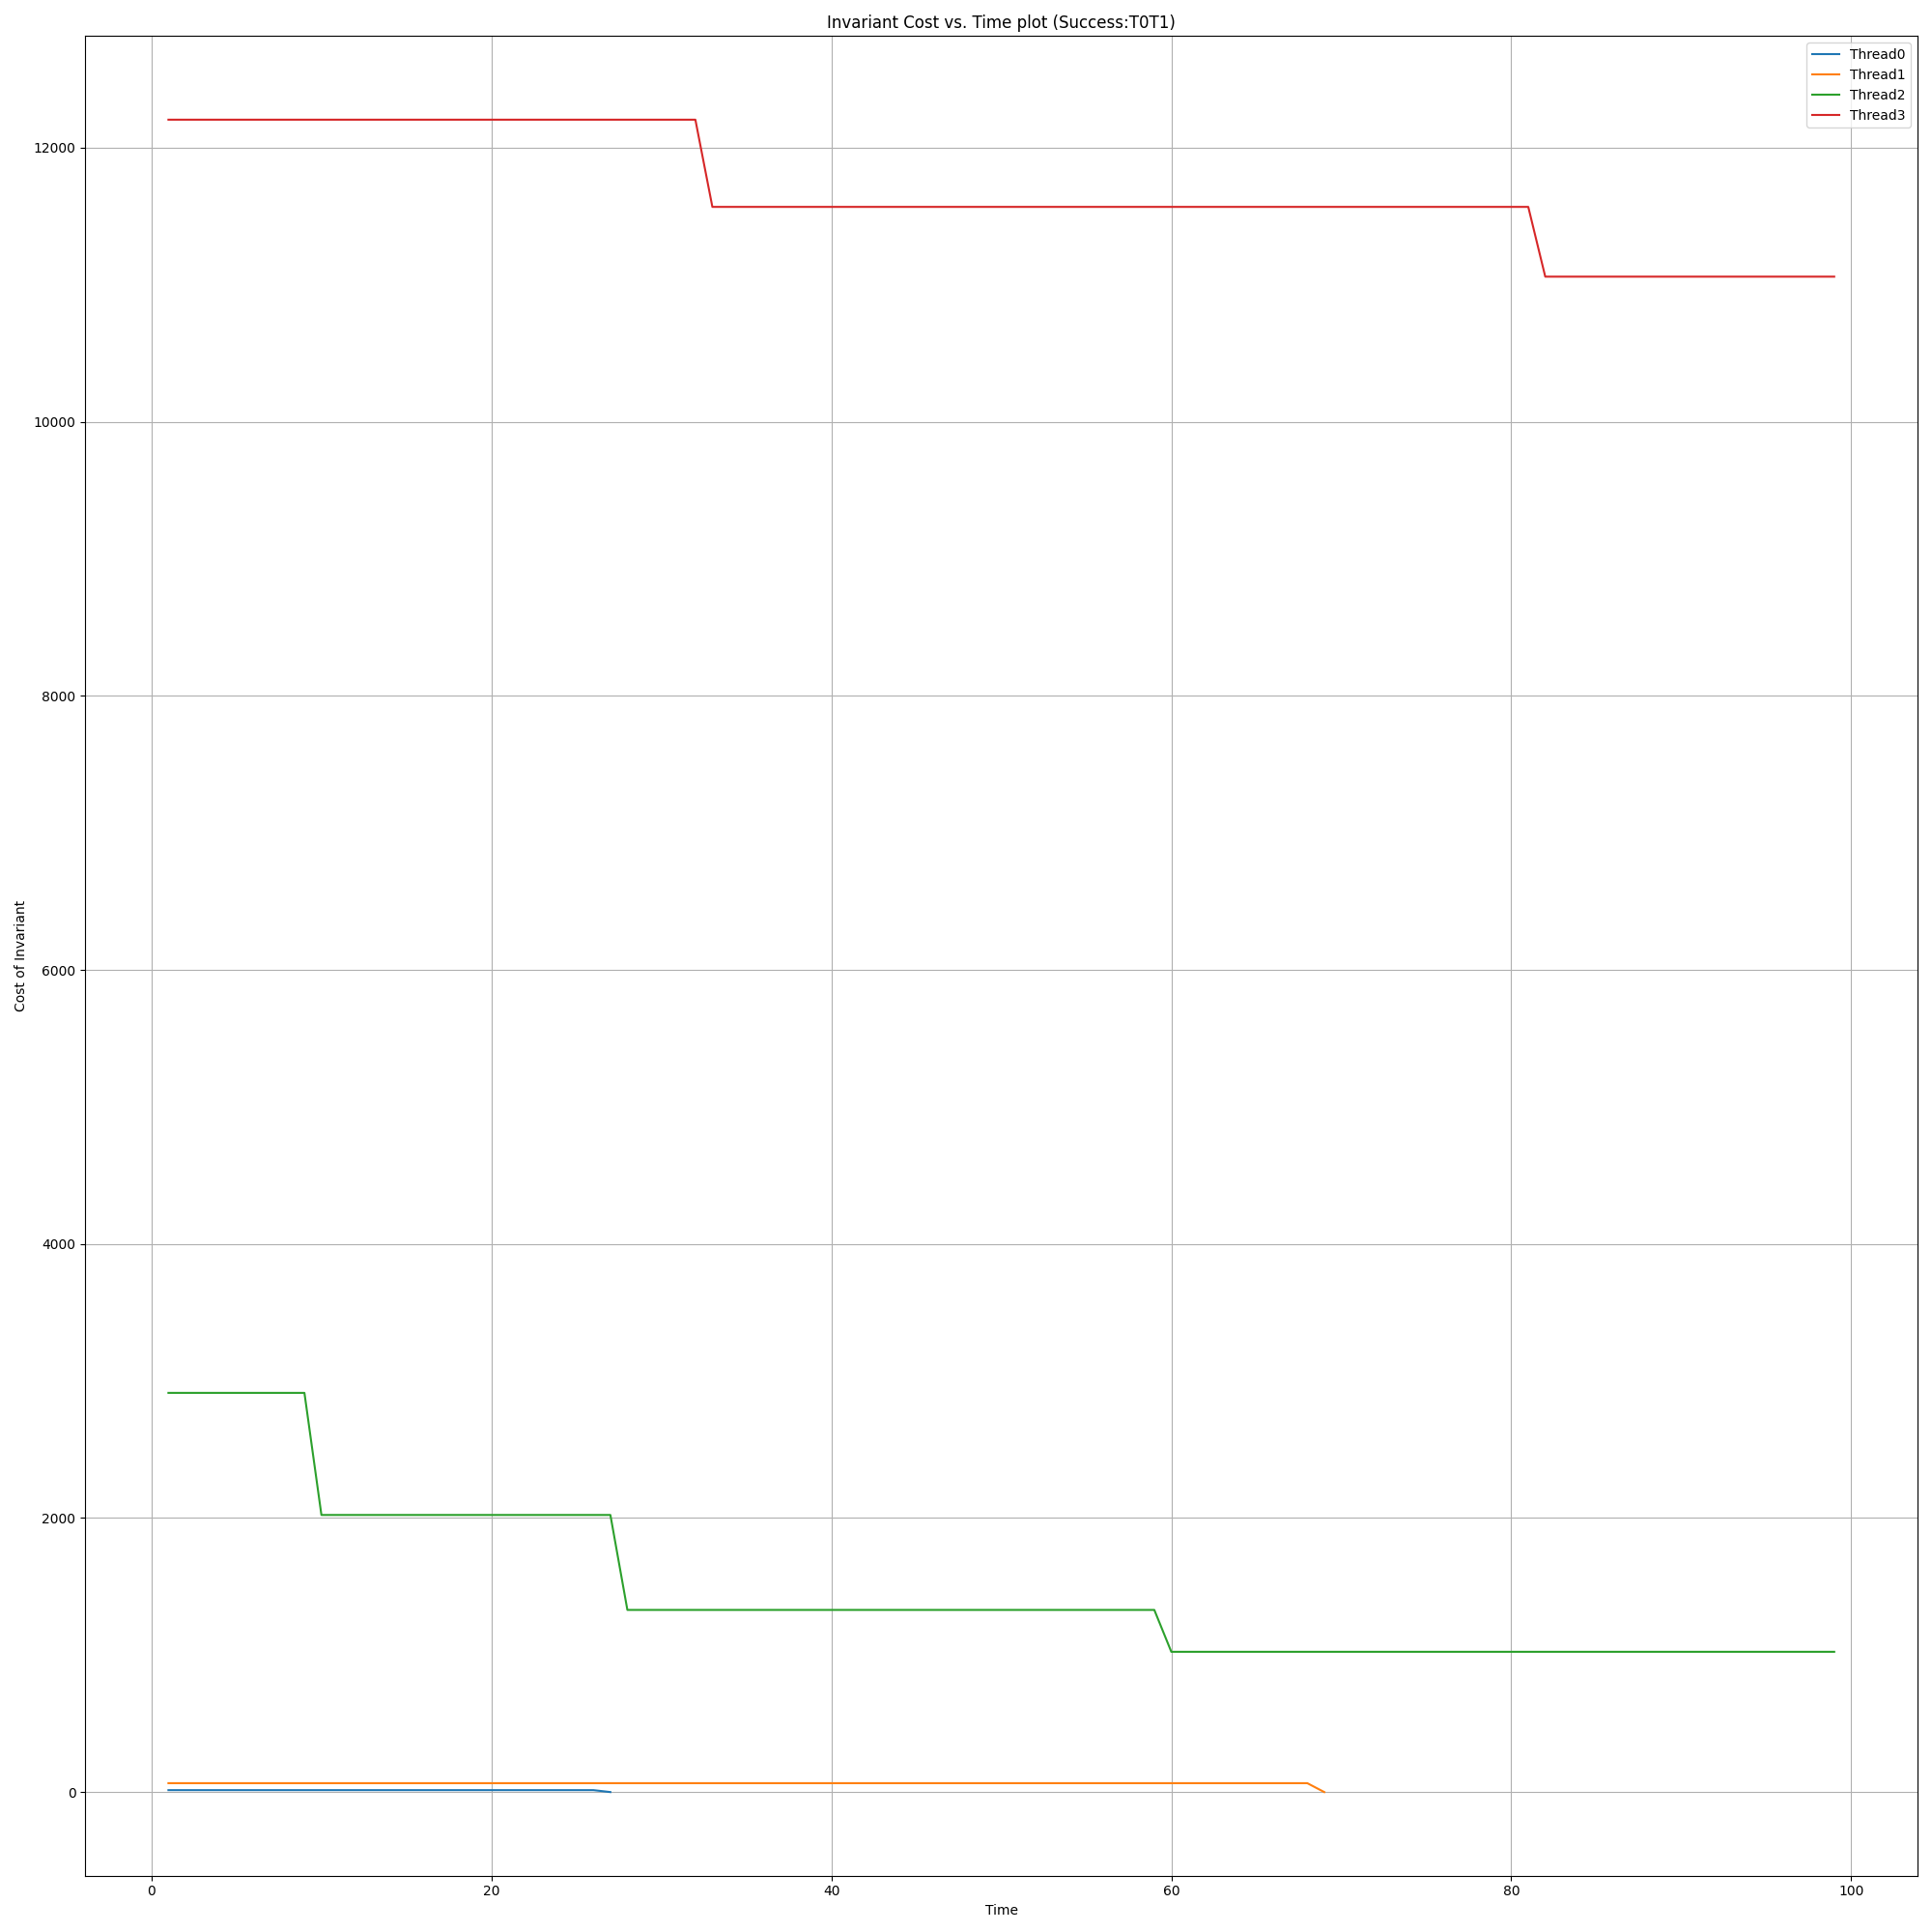 Invariant Cost vs. Time plot (Success:T0T1)
Thread0
Thread1
Thread2
Thread3
12000
10000
8000
6000
4000
2000
0
Cost of Invariant
0 20 40 60 80 100
Time